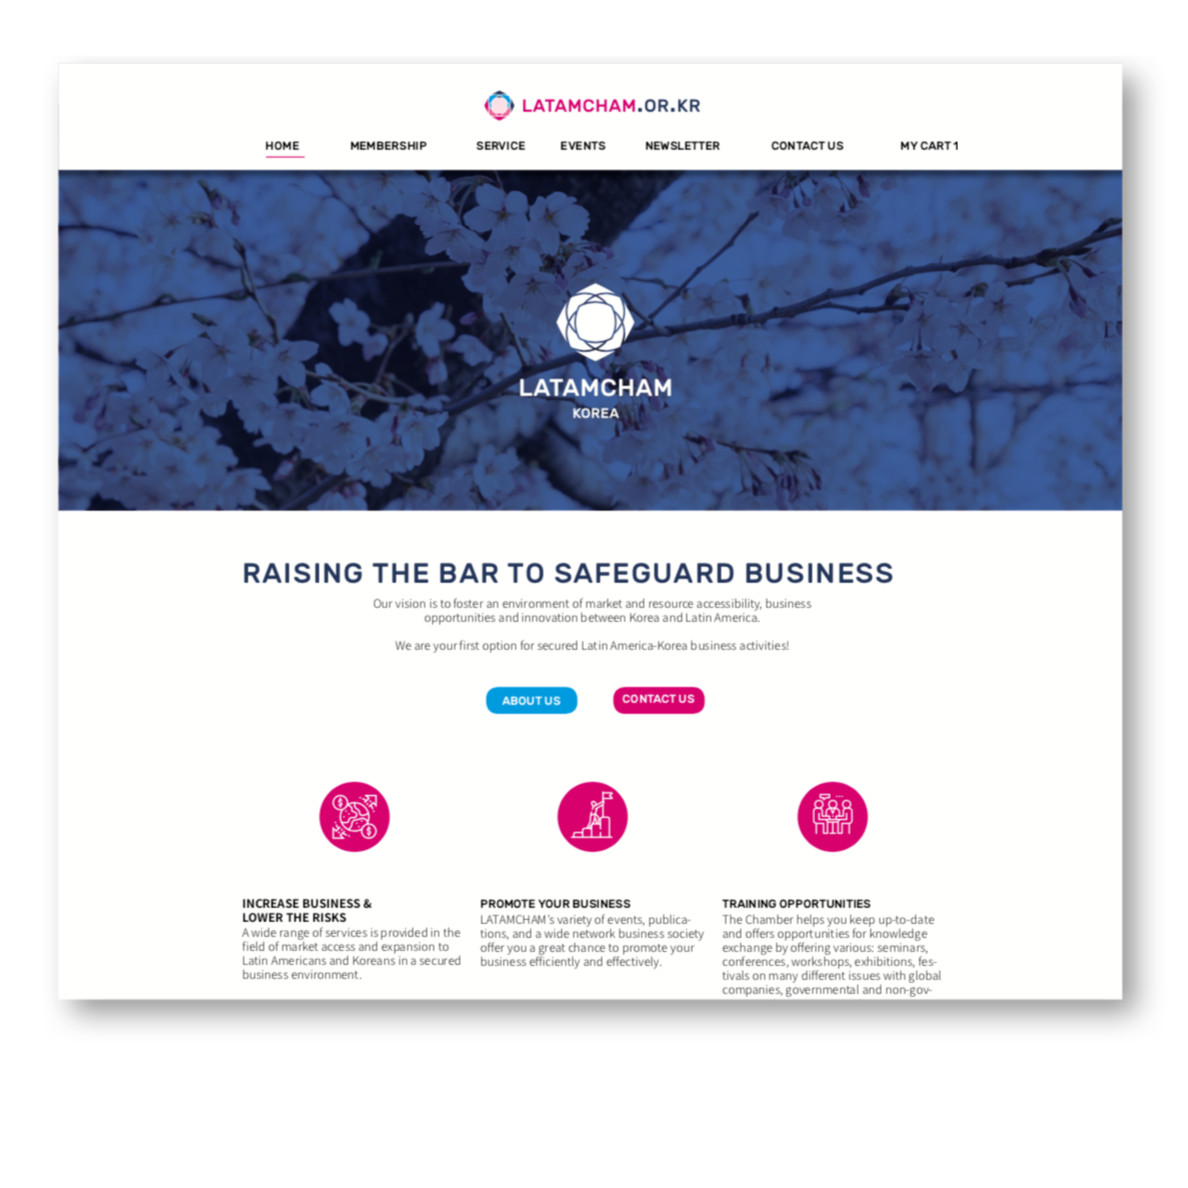 LATAMCHAM.OR.KR
HOME MEMBERSHIP SERVICE EVENTS NEWSLETTER CONTACT US MY CART 1
LATAMCHAM
KOREA
RAISING THE BAR TO SAFEGUARD BUSINESS
Our vision is to foster an environment of market and resource accessibility, business
opportunities and innovation between Korea and Latin America.
We are your first option for secured Latin America-Korea business activities!
ABOUT US CONTACT US
INCREASE BUSINESS &
LOWER THE RISKS
A wide range of services is provided in the
field of market access and expansion to
Latin Americans and Koreans in a secured
business environment.
PROMOTE YOUR BUSINESS
LATAMCHAM's variety of events, publica-
tions, and a wide network business society
offer you a great chance to promote your
business efficiently and effectively.
TRAINING OPPORTUNITIES
The Chamber helps you keep up-to-date
and offers opportunities for knowledge
exchange by offering various: seminars,
conferences, workshops, exhibitions, fes-
tivals on many different issues with global
companies, governmental and non-gov-